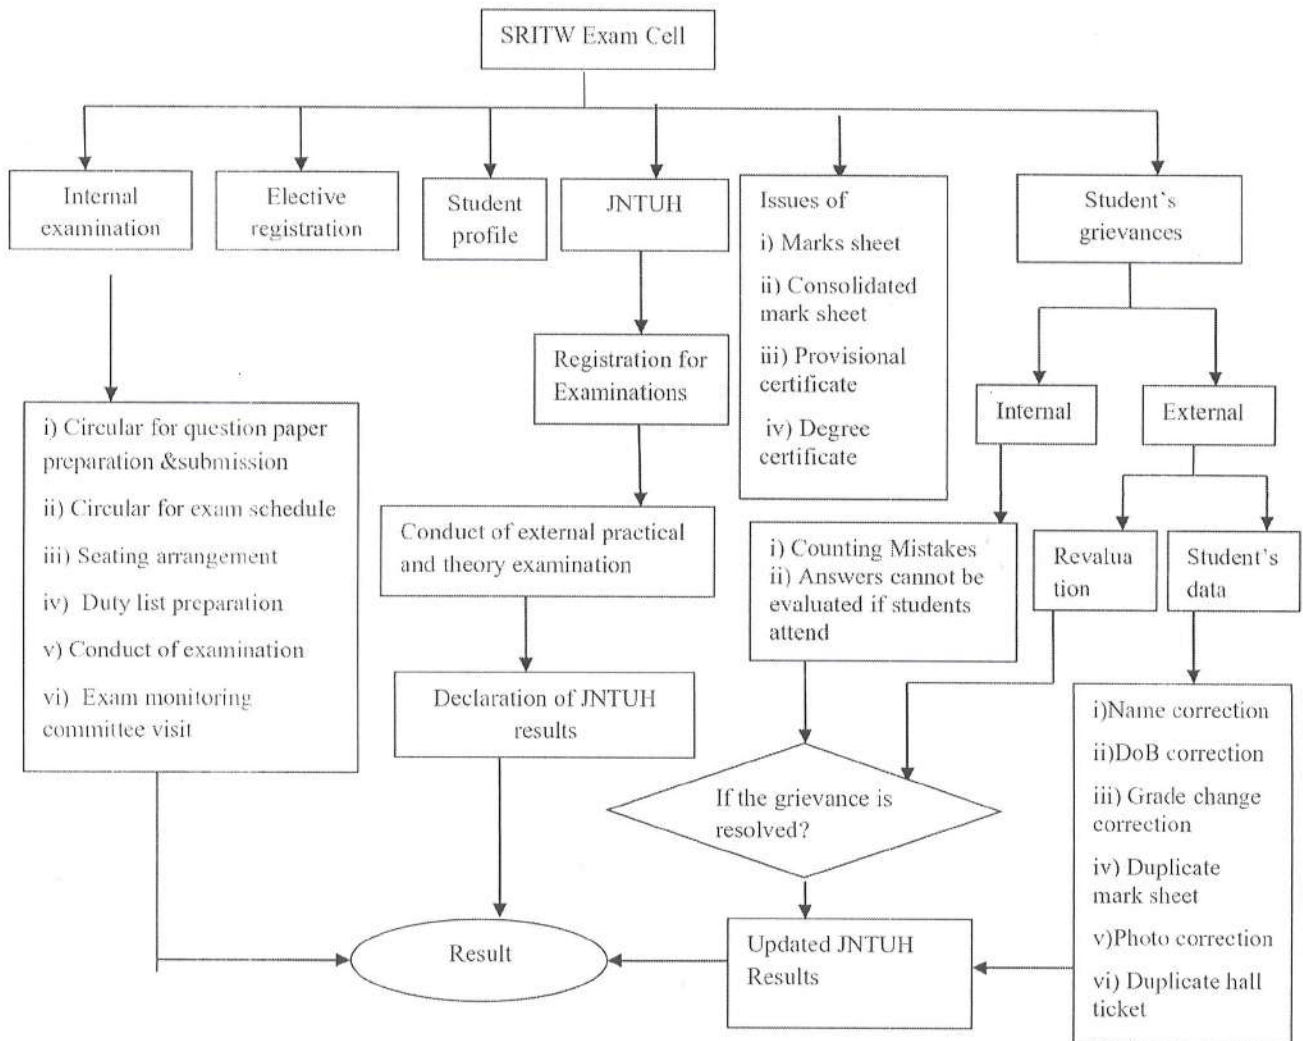 SRITW Exam Cell
Internal
examination
Elective
registration
Student
profile
JNTUH
Issues of
i) Marks sheet
ii) Consolidated
mark sheet
iii) Provisional
certificate
iv) Degree
certificate
Student's
grievances
Registration for
Examinations
Internal
External
i) Circular for question paper
preparation &submission
ii) Circular for exam schedule
iii) Seating arrangement
iv) Duty list preparation
v) Conduct of examination
vi) Exam monitoring
committee visit
Conduct of external practical
and theory examination
i) Counting Mistakes
ii) Answers cannot be
evaluated if students
attend
Revalua
tion
Student's
data
Declaration of JNTUH
results
i)Name correction
ii)DoB correction
iii) Grade change
correction
iv) Duplicate
mark sheet
v)Photo correction
vi) Duplicate hall
ticket
If the grievance is
resolved?
Result
Updated JNTUH
Results